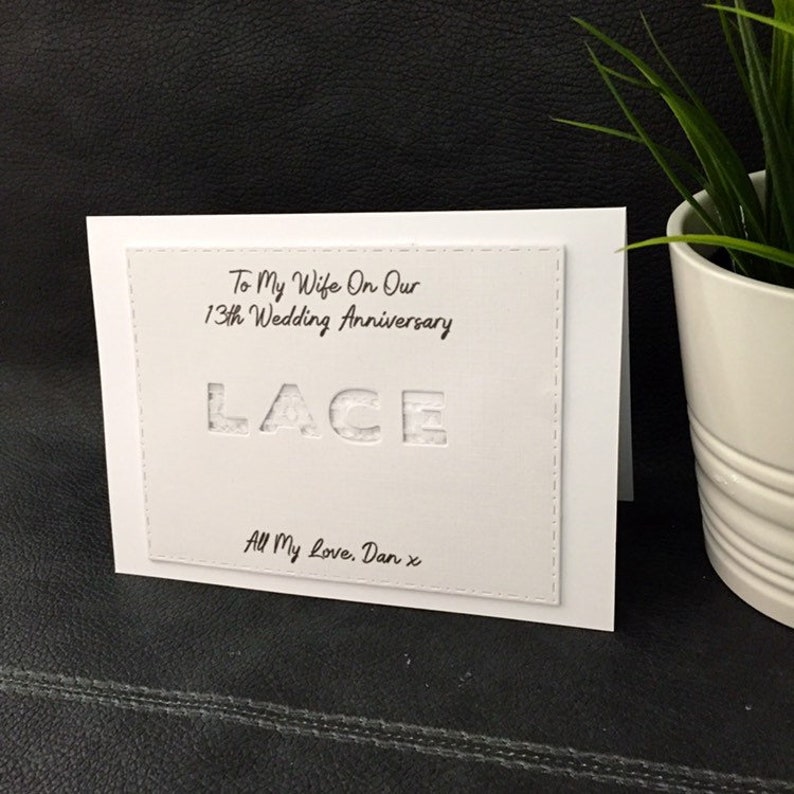 To My Wife On Our
13th Wedding Anniversary
LACE
All My Love, Dan x